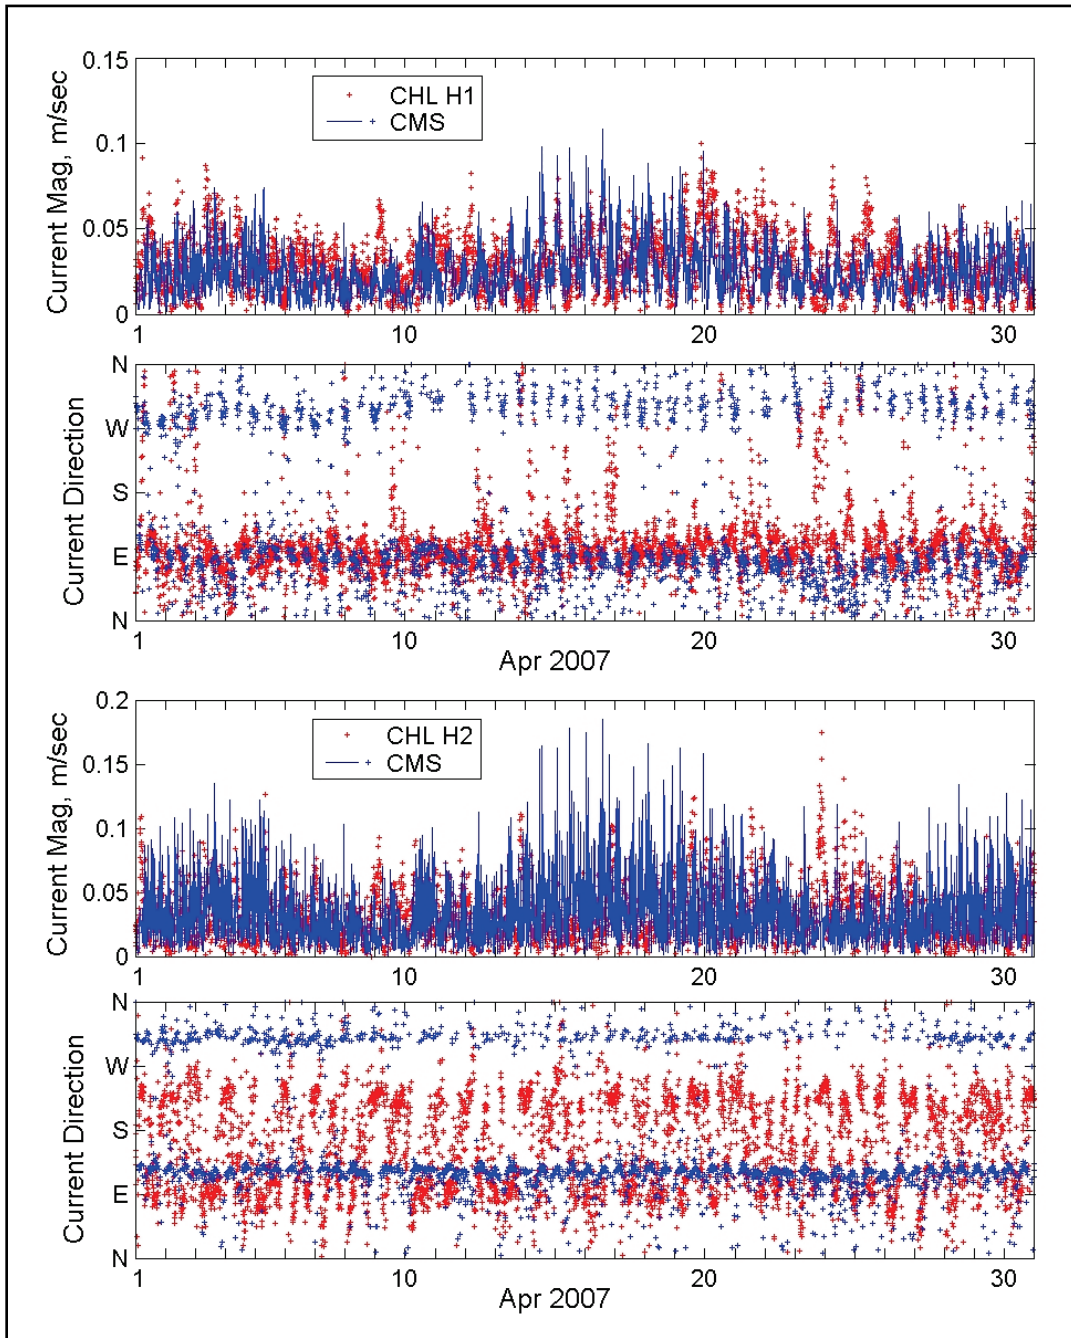 0.15
0.1
0.05
0
Current Mag, m/sec
CHL H1
CMS
1 10 20 30
N
W
S
E
N
Current Direction
1 10 20 30
Apr 2007
0.2
0.15
0.1
0.05
0
Current Mag, m/sec
CHL H2
CMS
1 10 20 30
N
W
S
E
N
Current Direction
1 10 20 30
Apr 2007